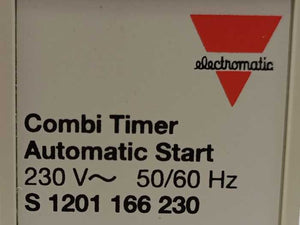 electromatic
Combi Timer
Automatic Start
230 V~ 50/60 Hz
S 1201 166 230